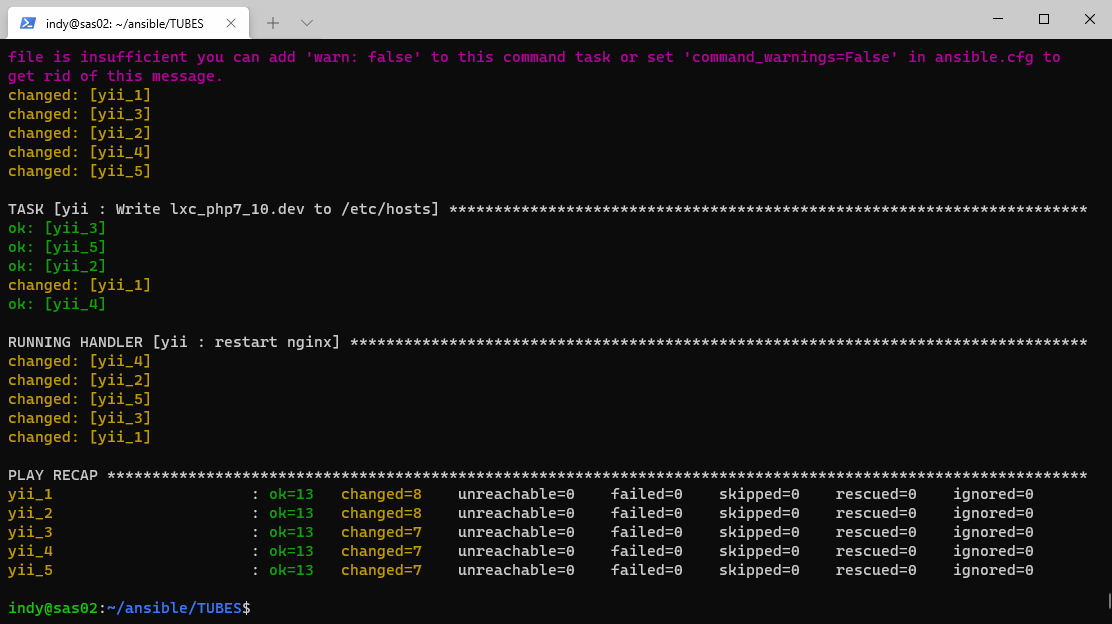 indy@sas02: ~/ansible/TUBES
file is insufficient you can add 'warn: false' to this command task or set 'command_warnings=False' in ansible.cfg to
get rid of this message.
changed: [yii_1]
changed: [yii_3]
changed: [yii_2]
changed: [yii_4]
changed: [yii_5]
TASK [yii : Write lxc_php7_10.dev to /etc/hosts] ***********************************************************************
ok: [yii_3]
ok: [yii_5]
ok: [yii_2]
changed: [yii_1]
ok: [yii_4]
RUNNING HANDLER [yii : restart nginx] **********************************************************************************
changed: [yii_4]
changed: [yii_2]
changed: [yii_5]
changed: [yii_3]
changed: [yii_1]
PLAY RECAP *************************************************************************************************************
yii_1                      : ok=13   changed=8    unreachable=0    failed=0    skipped=0    rescued=0    ignored=0
yii_2                      : ok=13   changed=8    unreachable=0    failed=0    skipped=0    rescued=0    ignored=0
yii_3                      : ok=13   changed=7    unreachable=0    failed=0    skipped=0    rescued=0    ignored=0
yii_4                      : ok=13   changed=7    unreachable=0    failed=0    skipped=0    rescued=0    ignored=0
yii_5                      : ok=13   changed=7    unreachable=0    failed=0    skipped=0    rescued=0    ignored=0
indy@sas02:~/ansible/TUBES$